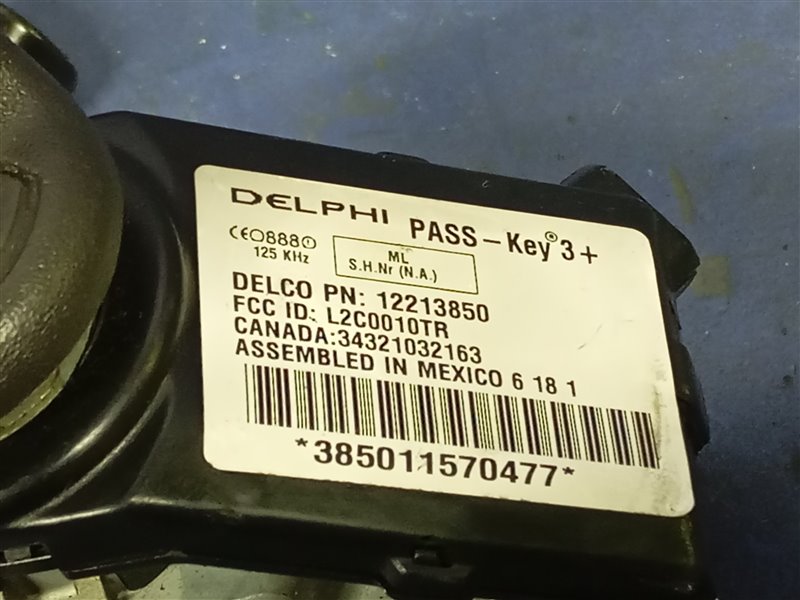 DELPHI PASS-Key® 3+
CE0888
125 KHz
ML
S.H.Nr (N.A.)
DELCO PN: 12213850
FCC ID: L2C0010TR
CANADA:34321032163
ASSEMBLED IN MEXICO 6 18 1
*385011570477*